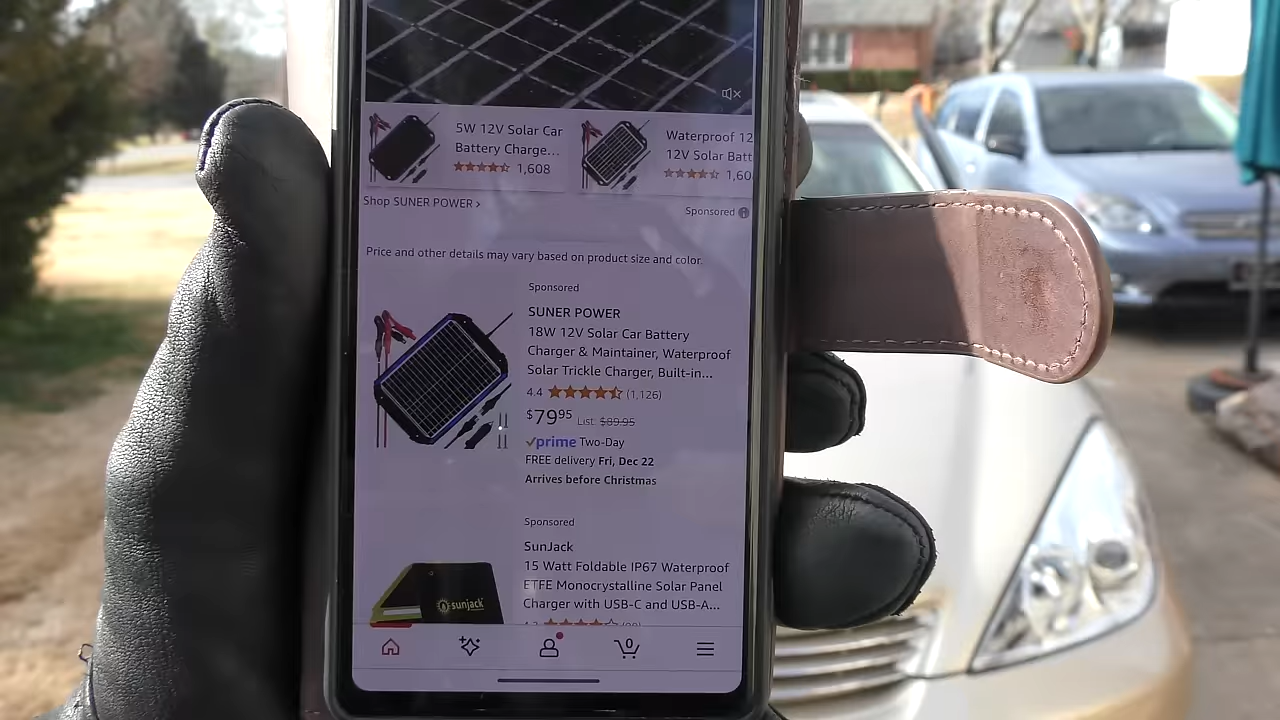 5W 12V Solar Car
Battery Charge...
1,608
Waterproof 12
12V Solar Batt
1,60
Shop SUNER POWER ›
Sponsored
Price and other details may vary based on product size and color.
Sponsored
SUNER POWER
18W 12V Solar Car Battery
Charger & Maintainer, Waterproof
Solar Trickle Charger, Built-in...
4.4 (1,126)
$79.95 List: $89.95
prime Two-Day
FREE delivery Fri, Dec 22
Arrives before Christmas
Sponsored
SunJack
15 Watt Foldable IP67 Waterproof
ETFE Monocrystalline Solar Panel
Charger with USB-C and USB-A...
sunjack
0